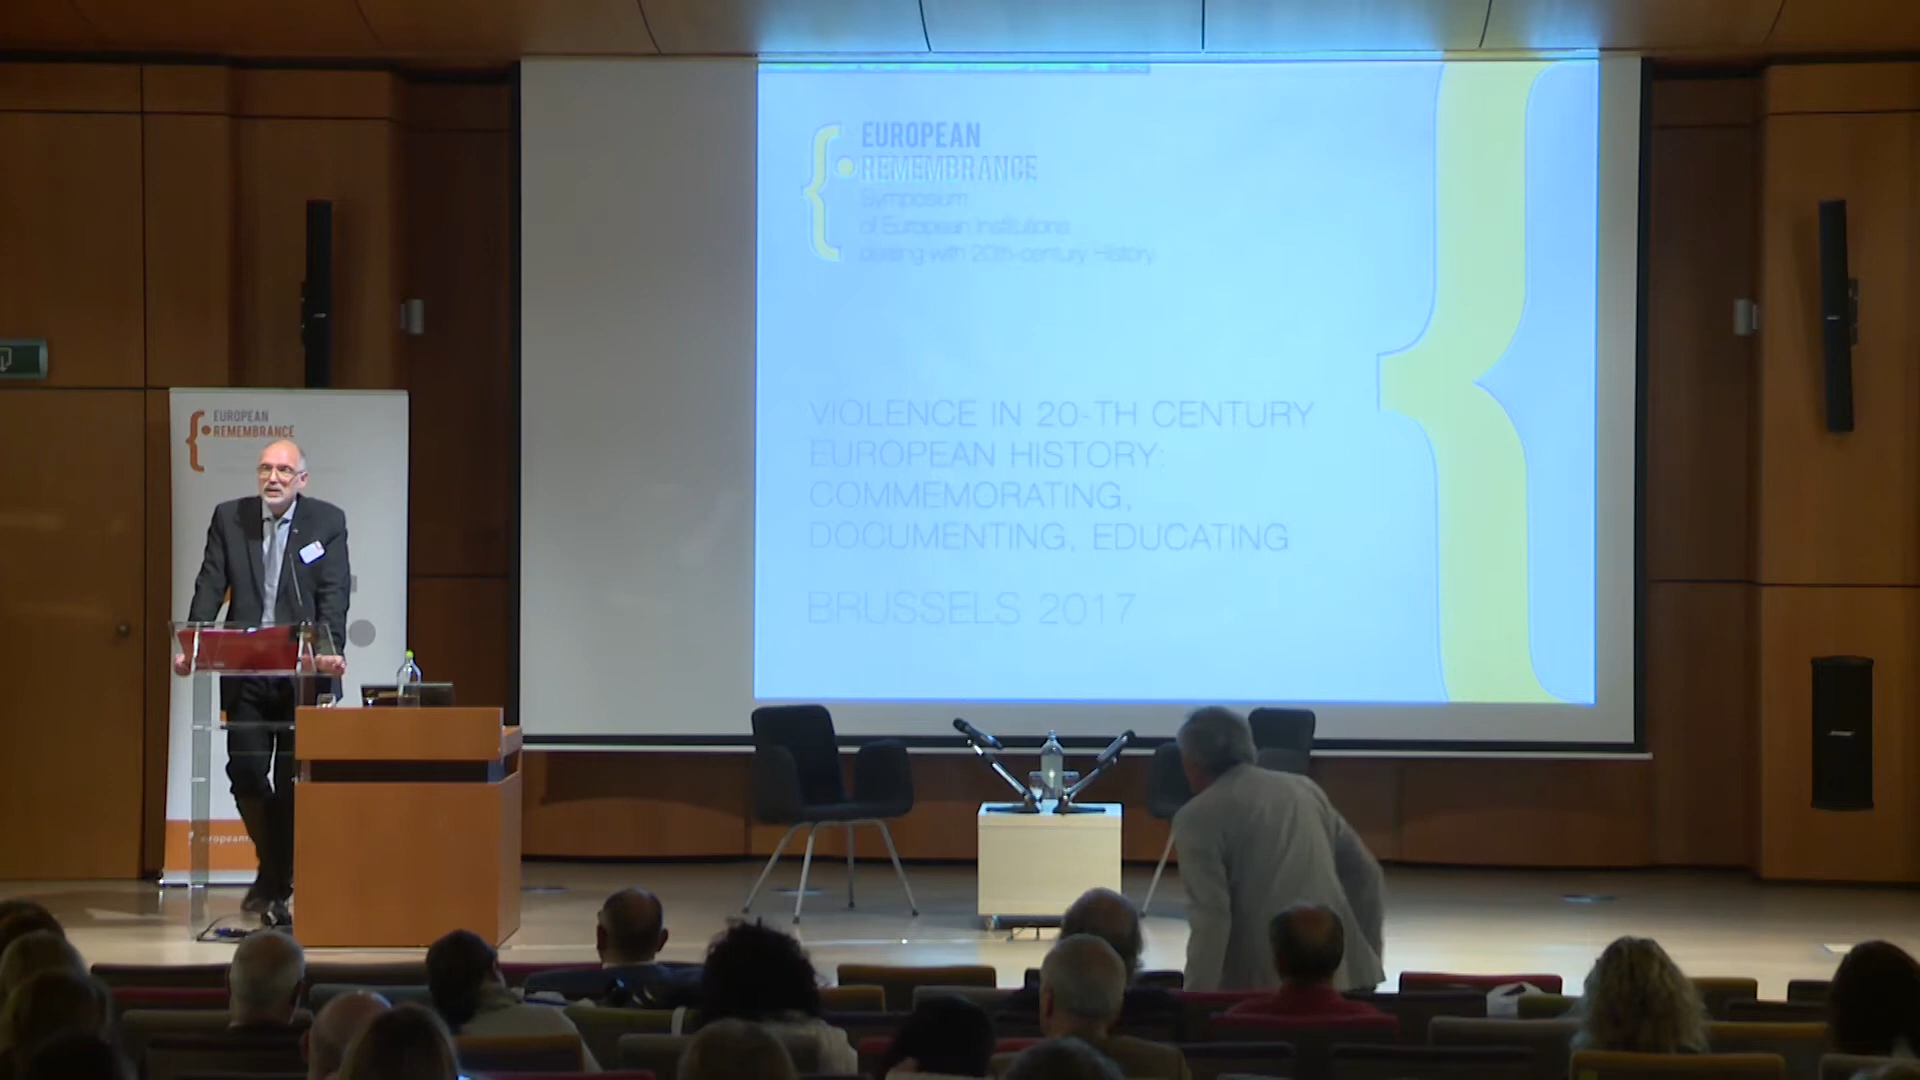 EUROPEAN
REMEMBRANCE
Symposium
of European Institutions
dealing with 20th-century History
VIOLENCE IN 20-TH CENTURY
EUROPEAN HISTORY:
COMMEMORATING,
DOCUMENTING, EDUCATING
BRUSSELS 2017
EUROPEAN
REMEMBRANCE